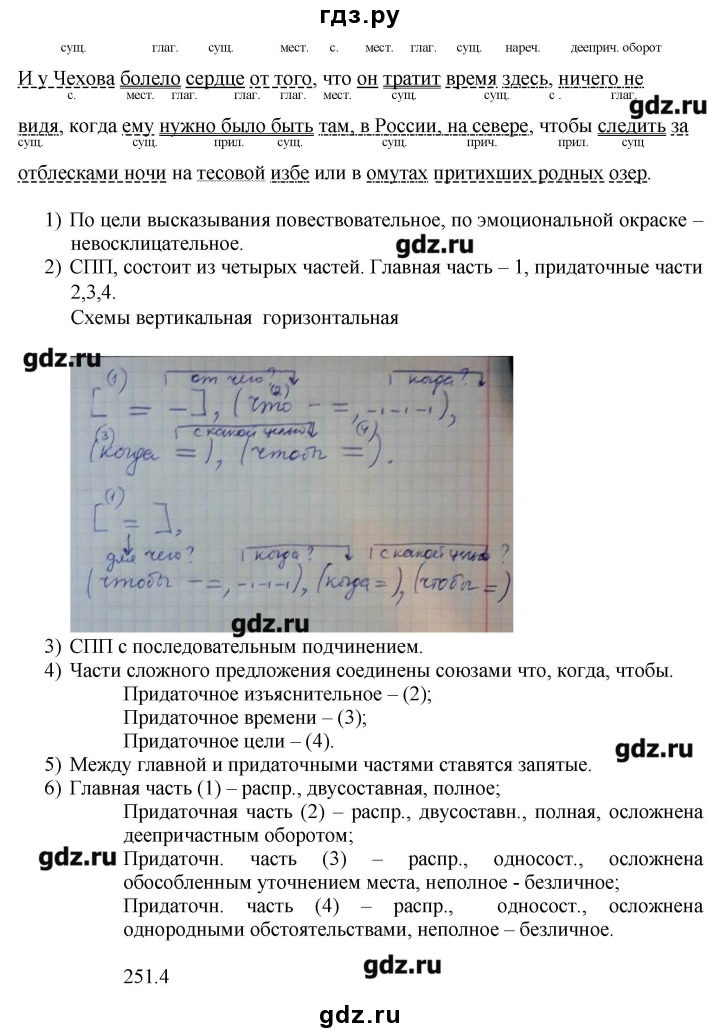 гдз.ру
сущ. глаг. сущ. мест. с. мест. глаг. сущ. нареч. дееприч. оборот
И у Чехова болело сердце от того, что он тратит время здесь, ничего не
с. мест. глаг. глаг. глаг. мест. сущ. сущ. с . глаг.
gdz.ru
видя, когда ему нужно было быть там, в России, на севере, чтобы следить за
сущ. сущ. прил. сущ. сущ. прич. прил. сущ
отблесками ночи на тесовой избе или в омутах притихших родных озер.
1) По цели высказывания повествовательное, по эмоциональной окраске –
невосклицательное.
gdz.ru
2) СПП, состоит из четырех частей. Главная часть – 1, придаточные части
2,3,4.
Схемы вертикальная горизонтальная
gdz.ru
(1) от чего? (2) когда?
[ = - ], (что - =, -·-·-·-),
(3) с какой целью (4)
(когда =), (чтобы =).
(1)
[ = ],
для чего? когда? с какой целью?
(чтобы - =, -·-·-·), (когда =), (чтобы =)
gdz.ru
3) СПП с последовательным подчинением.
4) Части сложного предложения соединены союзами что, когда, чтобы.
Придаточное изъяснительное – (2);
Придаточное времени – (3);
Придаточное цели – (4).
gdz.ru
5) Между главной и придаточными частями ставятся запятые.
6) Главная часть (1) – распр., двусоставная, полное;
Придаточная часть (2) – распр., двусоставн., полная, осложнена
деепричастным оборотом;
gdz.ru
Придаточн. часть (3) – распр., односост., осложнена
обособленным уточнением места, неполное - безличное;
Придаточн. часть (4) – распр., односост., осложнена
однородными обстоятельствами, неполное – безличное.
251.4
gdz.ru
gdz.ru